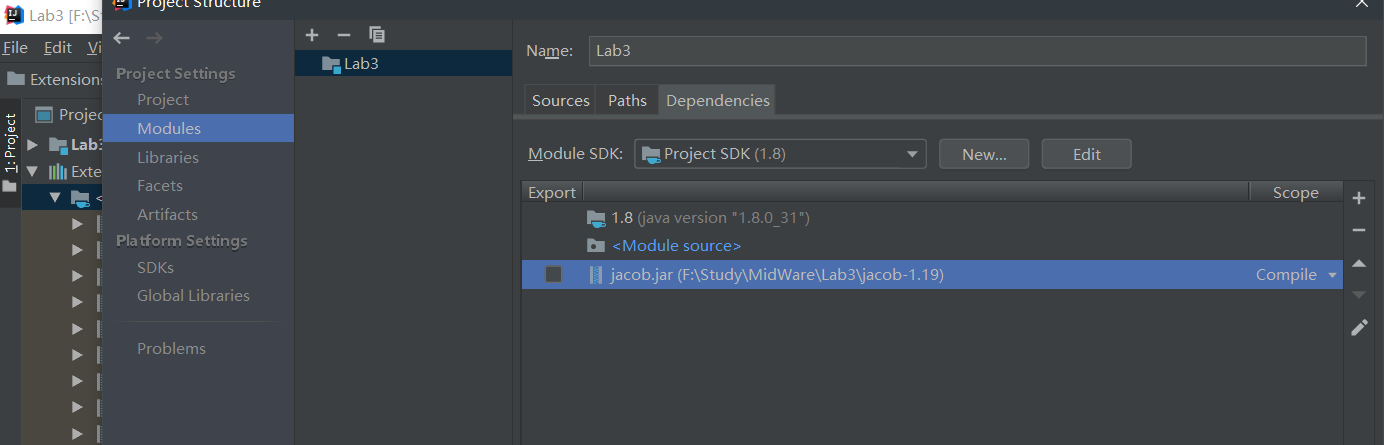 Project Structure
Lab3 [F:\St
File Edit Vi
Extensions
1: Project
Projec
Lab3
Exte
<
Project Settings
Project
Modules
Libraries
Facets
Artifacts
Platform Settings
SDKs
Global Libraries
Problems
Lab3
Name: Lab3
Sources Paths Dependencies
Module SDK: Project SDK (1.8) New... Edit
Export Scope
1.8 (java version "1.8.0_31")
<Module source>
jacob.jar (F:\Study\MidWare\Lab3\jacob-1.19) Compile